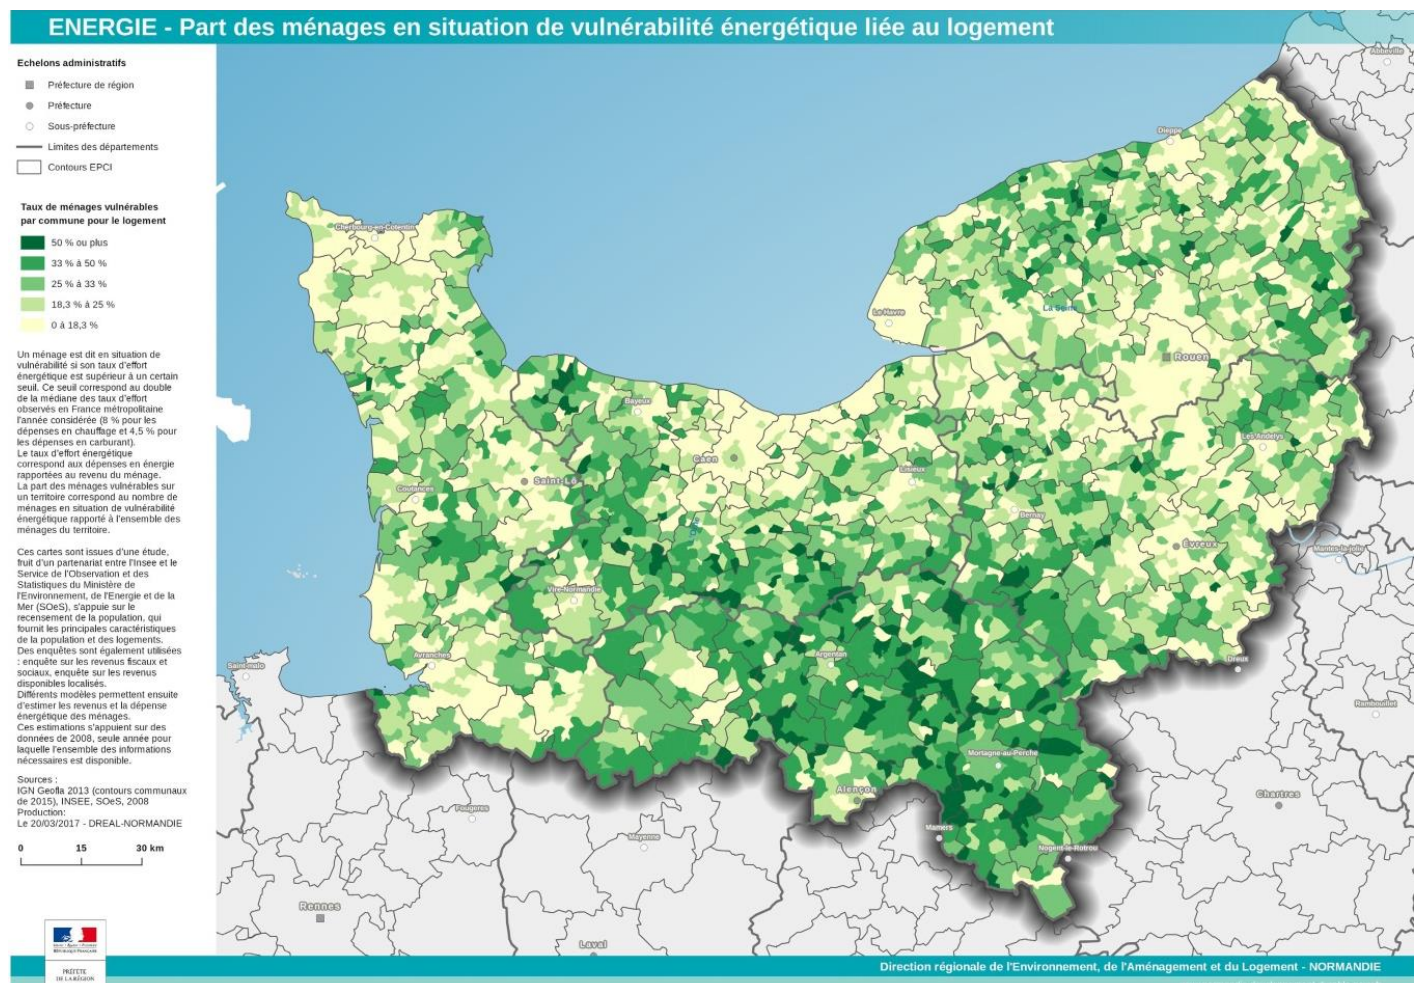 ENERGIE - Part des ménages en situation de vulnérabilité énergétique liée au logement
Echelons administratifs
Préfecture de région
Préfecture
Sous-préfecture
Limites des départements
Contours EPCI
Taux de ménages vulnérables
par commune pour le logement
50 % ou plus
33 % à 50 %
25 % à 33 %
18,3 % à 25 %
0 à 18,3 %
Un ménage est dit en situation de
vulnérabilité si son taux d'effort
énergétique est supérieur à un certain
seuil. Ce seuil correspond au double
de la médiane des taux d'effort
observés en France métropolitaine
l'année considérée (8 % pour les
dépenses en chauffage et 4,5 % pour
les dépenses en carburant).
Le taux d'effort énergétique
correspond aux dépenses en énergie
rapportées au revenu du ménage.
La part des ménages vulnérables sur
un territoire correspond au nombre de
ménages en situation de vulnérabilité
énergétique rapporté à l'ensemble des
ménages du territoire.
Ces cartes sont issues d'une étude,
fruit d'un partenariat entre l'Insee et le
Service de l'Observation et des
Statistiques du Ministère de
l'Environnement, de l'Energie et de la
Mer (SOeS), s'appuie sur le
recensement de la population, qui
fournit les principales caractéristiques
de la population et des logements.
Des enquêtes sont également utilisées
: enquête sur les revenus fiscaux et
sociaux, enquête sur les revenus
disponibles localisés.
Différents modèles permettent ensuite
d'estimer les revenus et la dépense
énergétique des ménages.
Ces estimations s'appuient sur des
données de 2008, seule année pour
laquelle l'ensemble des informations
nécessaires est disponible.
Sources :
IGN Geofla 2013 (contours communaux
de 2015), INSEE, SOeS, 2008
Production:
Le 20/03/2017 - DREAL-NORMANDIE
0 15 30 km
Abbeville
Dieppe
Cherbourg-en-Cotentin
Le Havre
La Seine
Rouen
Bayeux
Caen
Les Andelys
Lisieux
Saint-Lô
Coutances
Bernay
Évreux
Mantes-la-jolie
Vire-Normandie
Avranches
Argentan
Saint-malo
Dreux
Rambouillet
Mortagne-au-Perche
Alençon
Chartres
Fougères
Mayenne
Mamers
Nogent-le-Rotrou
Rennes
Laval
RÉPUBLIQUE FRANÇAISE
PRÉFÈTE
DE LA RÉGION
Direction régionale de l'Environnement, de l'Aménagement et du Logement - NORMANDIE